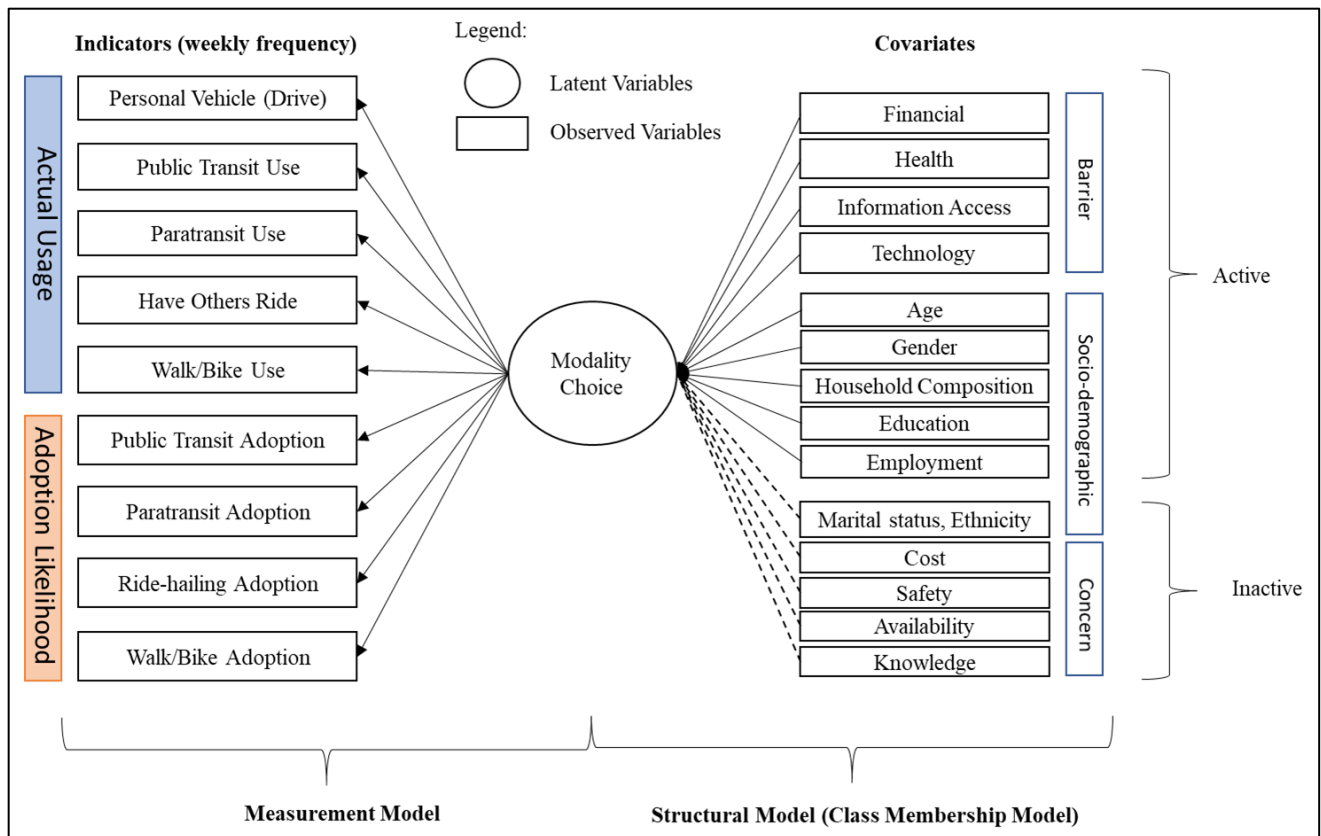 Indicators (weekly frequency)
Legend:
Latent Variables
Observed Variables
Covariates
Actual Usage
Personal Vehicle (Drive)
Public Transit Use
Paratransit Use
Have Others Ride
Walk/Bike Use
Adoption Likelihood
Public Transit Adoption
Paratransit Adoption
Ride-hailing Adoption
Walk/Bike Adoption
Modality
Choice
Financial
Health
Information Access
Technology
Barrier
Age
Gender
Household Composition
Education
Employment
Marital status, Ethnicity
Socio-demographic
Cost
Safety
Availability
Knowledge
Concern
Active
Inactive
Measurement Model
Structural Model (Class Membership Model)